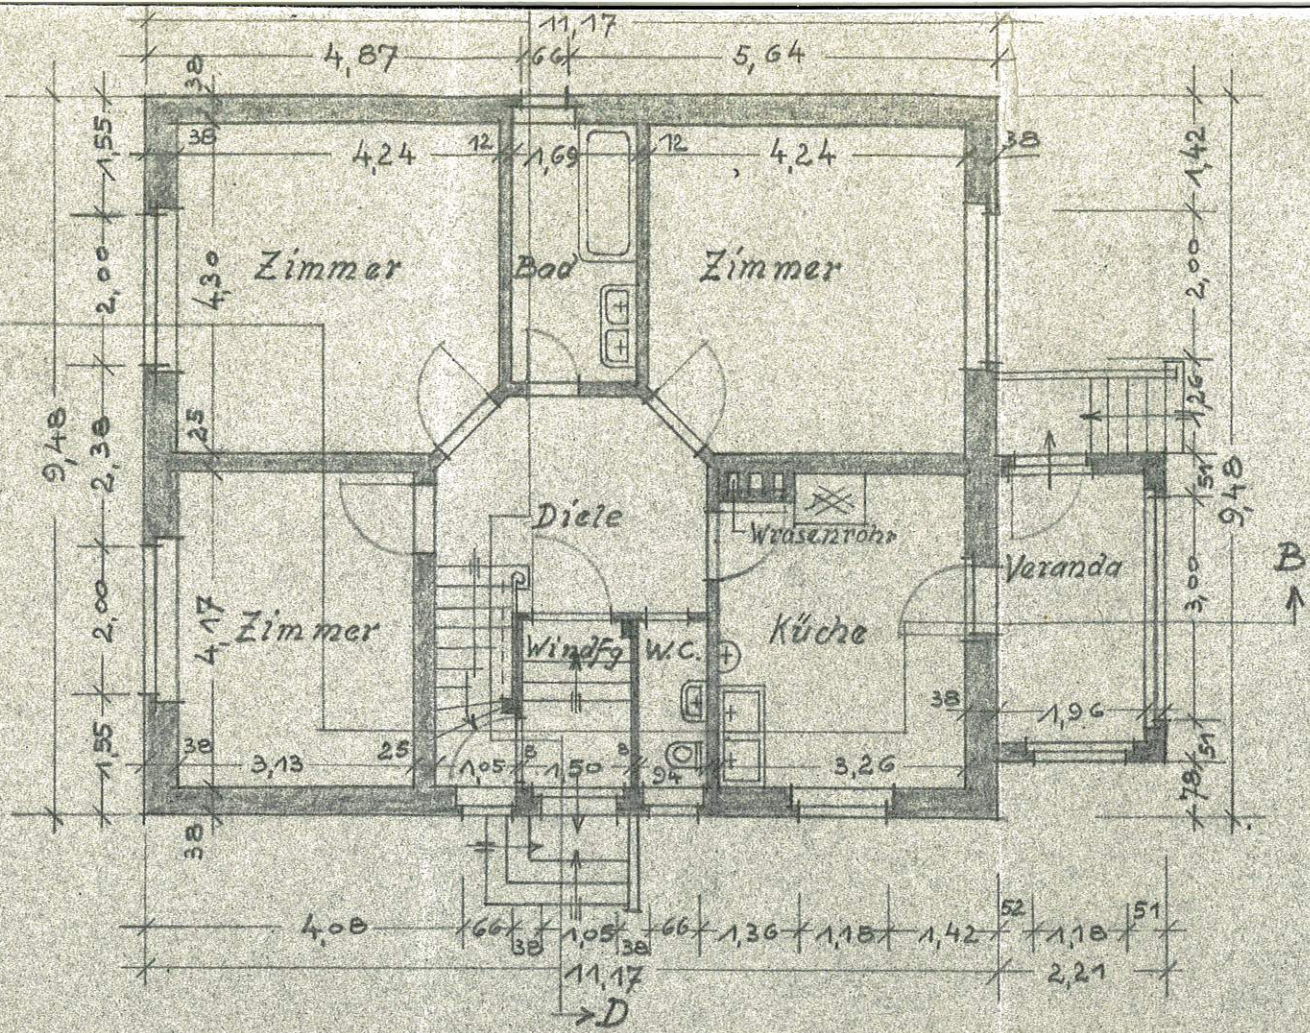 11,17
4,87 66 5,64
38
38 4,24 12 1,69 12 4,24 38
1,55
1,42
Zimmer Bad Zimmer
4,30
2,00
2,00
9,48
2,38
25
1,26
51
9,48
Diele
Wrasenrohr
Veranda
B
3,00
2,00
4,17
Zimmer Windfg W.C. Küche
38 1,96
1,55
38 3,13 25 1,05 8 1,50 8 94 3,26
51
78
38
4,08 66 38 1,05 38 66 1,36 1,18 1,42 52 1,18 51
11,17 2,21
D